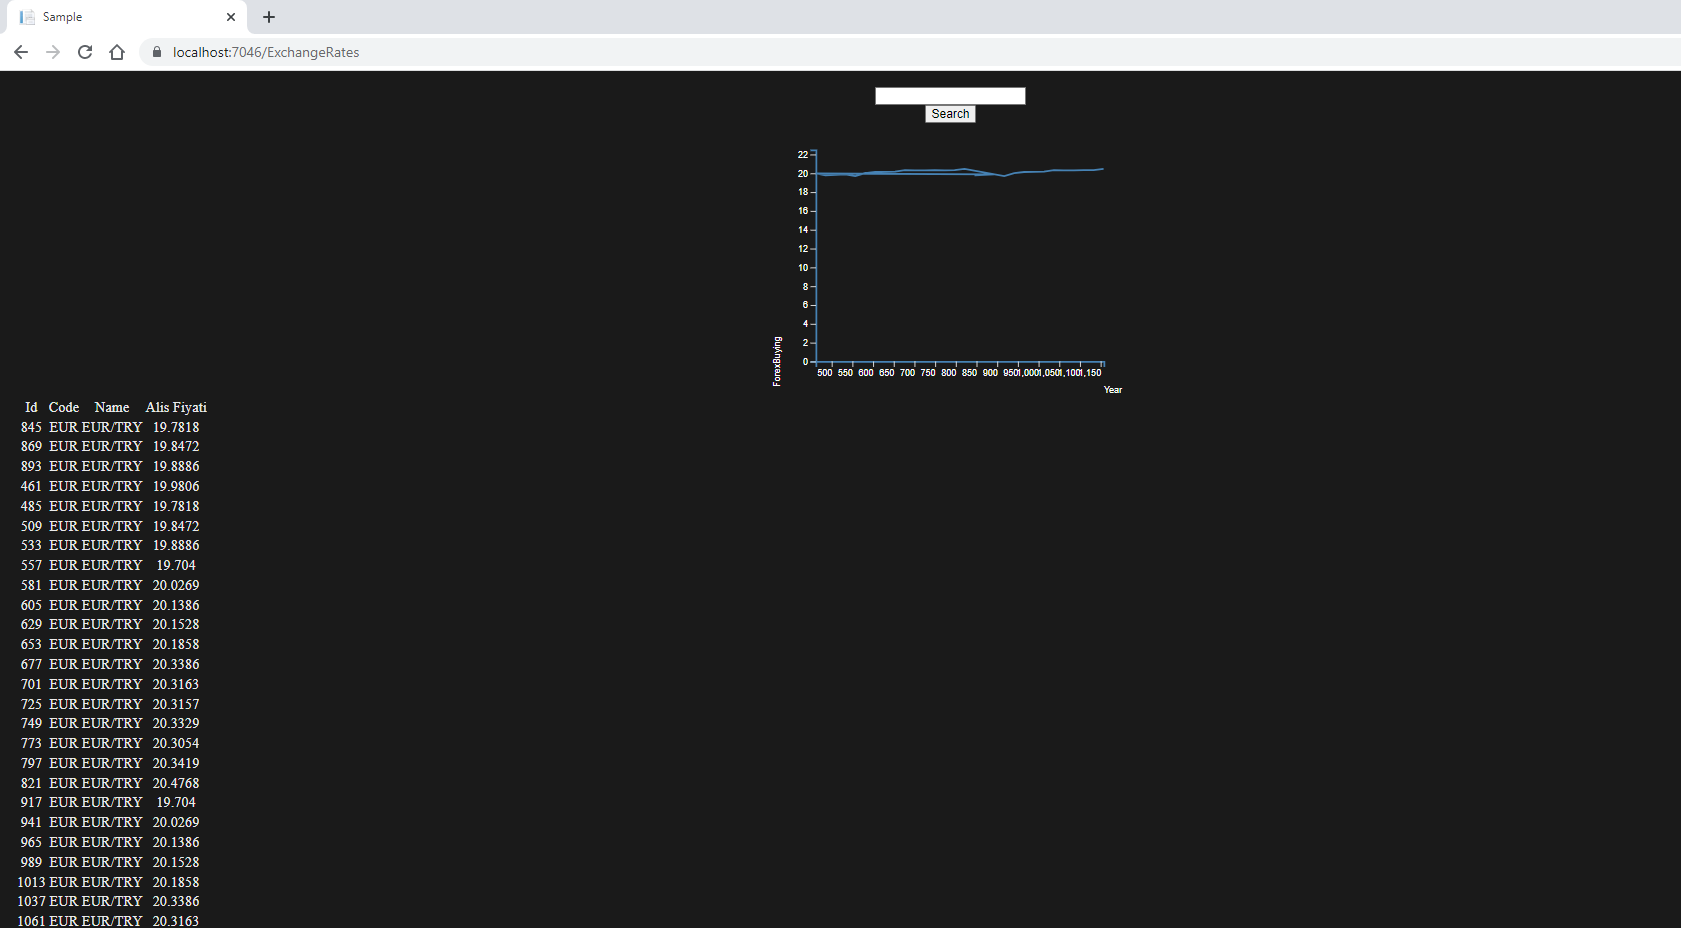 Sample
localhost:7046/ExchangeRates
Search
22
20
18
16
14
12
10
8
6
4
2
0
ForexBuying
500 550 600 650 700 750 800 850 900 950 1,000 1,050 1,100 1,150
Year
Id Code Name Alis Fiyati
845 EUR EUR/TRY 19.7818
869 EUR EUR/TRY 19.8472
893 EUR EUR/TRY 19.8886
461 EUR EUR/TRY 19.9806
485 EUR EUR/TRY 19.7818
509 EUR EUR/TRY 19.8472
533 EUR EUR/TRY 19.8886
557 EUR EUR/TRY 19.704
581 EUR EUR/TRY 20.0269
605 EUR EUR/TRY 20.1386
629 EUR EUR/TRY 20.1528
653 EUR EUR/TRY 20.1858
677 EUR EUR/TRY 20.3386
701 EUR EUR/TRY 20.3163
725 EUR EUR/TRY 20.3157
749 EUR EUR/TRY 20.3329
773 EUR EUR/TRY 20.3054
797 EUR EUR/TRY 20.3419
821 EUR EUR/TRY 20.4768
917 EUR EUR/TRY 19.704
941 EUR EUR/TRY 20.0269
965 EUR EUR/TRY 20.1386
989 EUR EUR/TRY 20.1528
1013 EUR EUR/TRY 20.1858
1037 EUR EUR/TRY 20.3386
1061 EUR EUR/TRY 20.3163